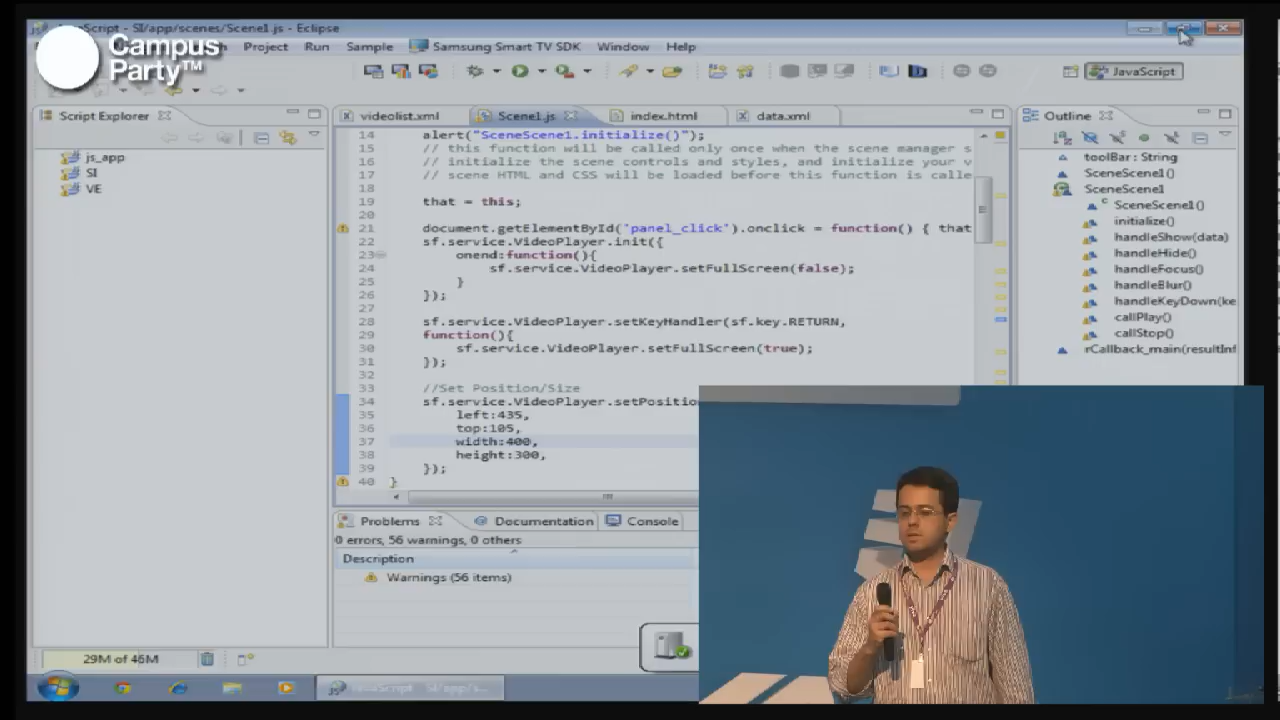 JavaScript - SI/app/scenes/Scene1.js - Eclipse
Campus
Party™
Project Run Sample Samsung Smart TV SDK Window Help
JavaScript
Script Explorer
js_app
SI
VE
videolist.xml Scene1.js index.html data.xml
14 alert("SceneScene1.initialize()");
15 // this function will be called only once when the scene manager s
16 // initialize the scene controls and styles, and initialize your v
17 // scene HTML and CSS will be loaded before this function is calle
18
19 that = this;
20
21 document.getElementById('panel_click').onclick = function() { that
22 sf.service.VideoPlayer.init({
23 onend:function(){
24 sf.service.VideoPlayer.setFullScreen(false);
25 }
26 });
27
28 sf.service.VideoPlayer.setKeyHandler(sf.key.RETURN,
29 function(){
30 sf.service.VideoPlayer.setFullScreen(true);
31 });
32
33 //Set Position/Size
34 sf.service.VideoPlayer.setPositio
35 left:435,
36 top:105,
37 width:400,
38 height:300,
39 });
40 }
Outline
toolBar : String
SceneScene1()
SceneScene1
SceneScene1()
initialize()
handleShow(data)
handleHide()
handleFocus()
handleBlur()
handleKeyDown(ke
callPlay()
callStop()
rCallback_main(resultInf
Problems Documentation Console
0 errors, 56 warnings, 0 others
Description
Warnings (56 items)
29M of 46M
JavaScript - SI/app/s...